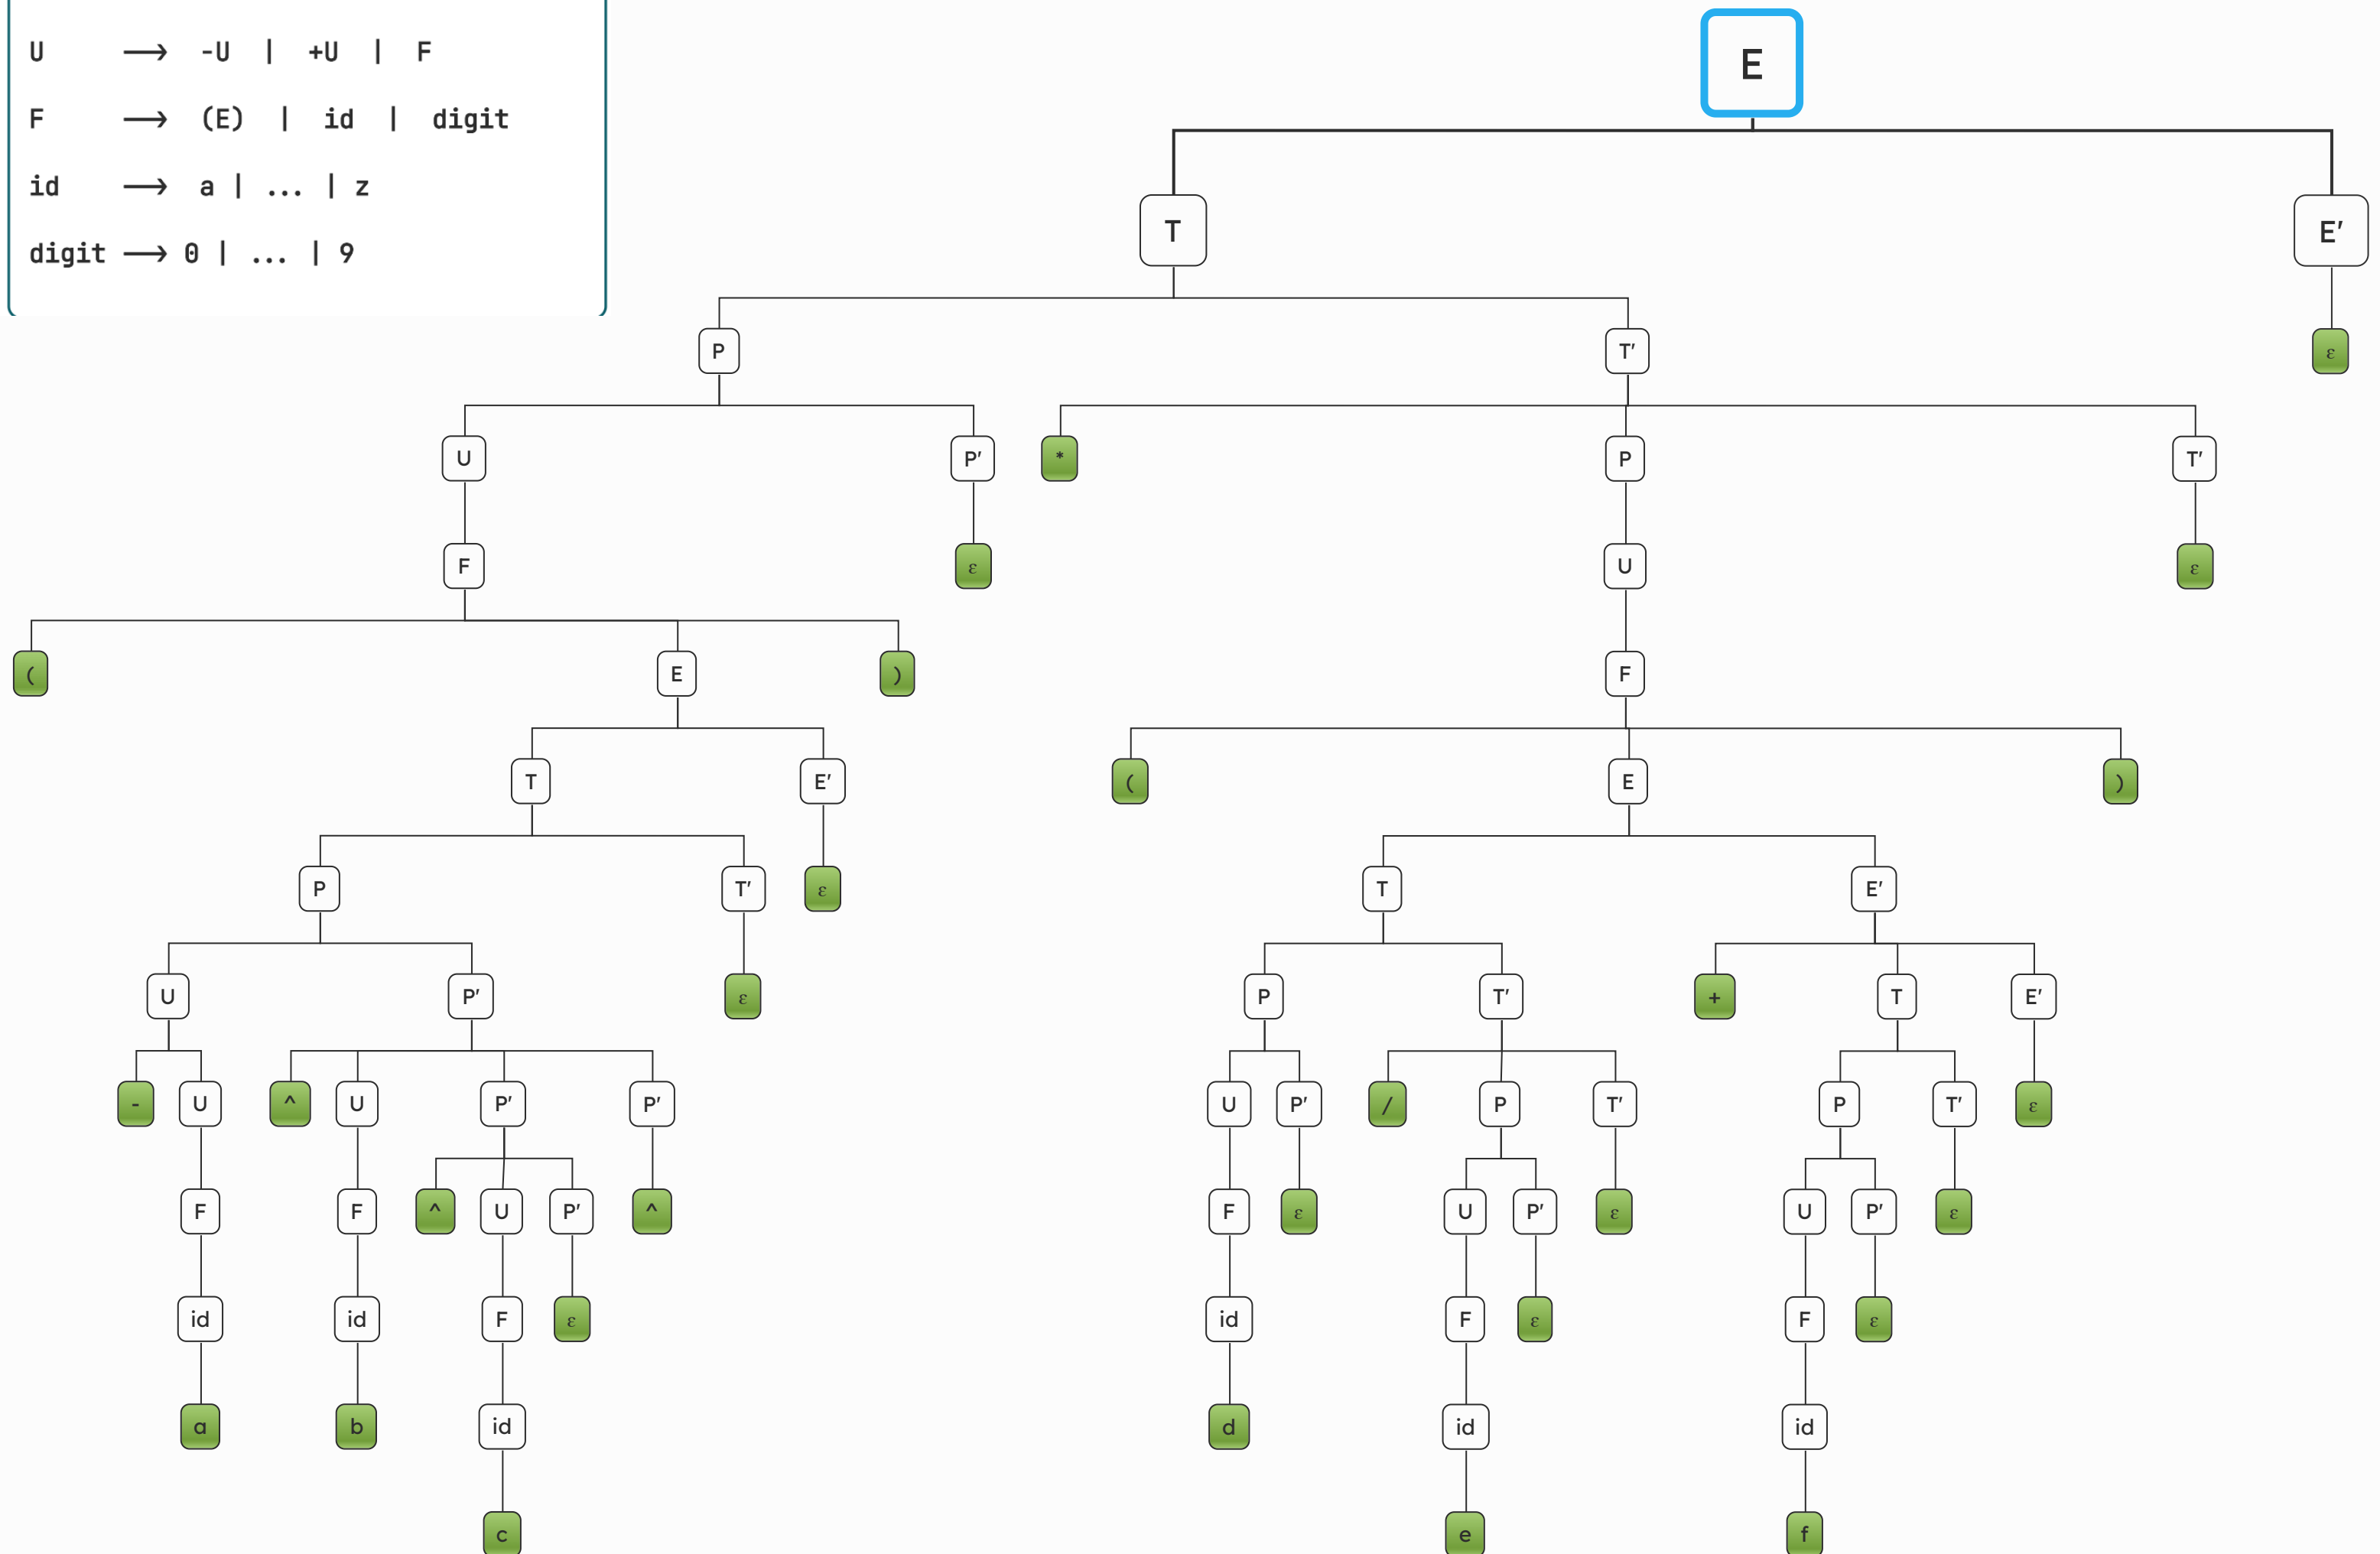 U ⟶ -U | +U | F
F ⟶ (E) | id | digit
id ⟶ a | ... | z
digit ⟶ 0 | ... | 9
E
T E′
P T′ ε
U P′ * P T′
F ε U ε
( E ) F
T E′ ( E )
P T′ ε T E′
U P′ ε P T′ + T E′
- U ^ U P′ P′ U P′ / P T′ P T′ ε
F F ^ U P′ ^ F ε U P′ ε U P′ ε
id id F ε id F ε F ε
a b id d id id
c e f